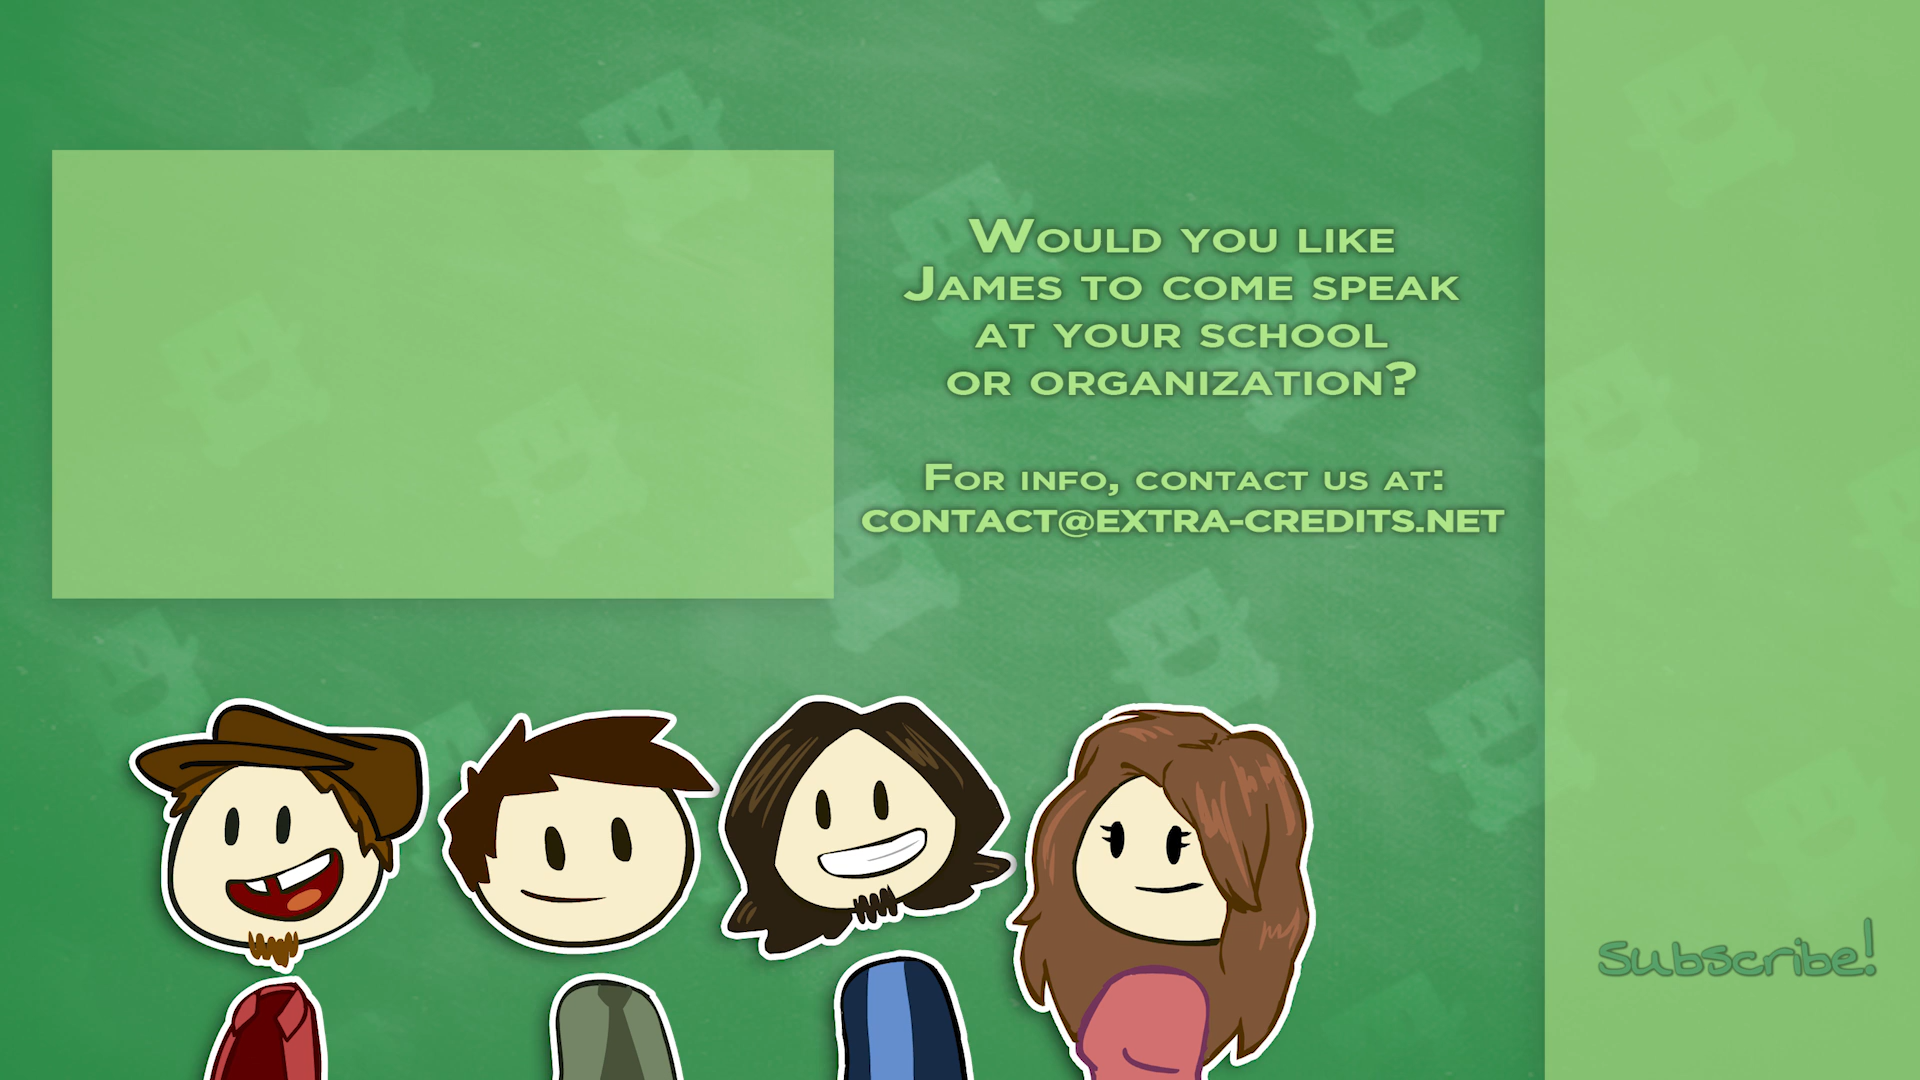 Would you like
James to come speak
at your school
or organization?
For info, contact us at:
contact@extra-credits.net
Subscribe!